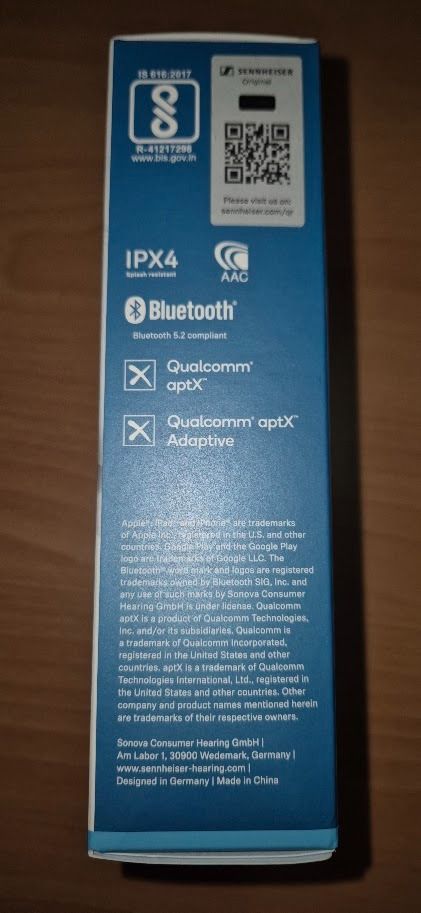 IS 616:2017
R-41217298
www.bis.gov.in
SENNHEISER
Original
Please visit us on:
sennheiser.com/qr
IPX4
Splash resistant
AAC
Bluetooth®
Bluetooth 5.2 compliant
Qualcomm®
aptX™
Qualcomm® aptX™
Adaptive
Apple®, iPad® and iPhone® are trademarks
of Apple Inc., registered in the U.S. and other
countries. Google Play and the Google Play
logo are trademarks of Google LLC. The
Bluetooth® word mark and logos are registered
trademarks owned by Bluetooth SIG, Inc. and
any use of such marks by Sonova Consumer
Hearing GmbH is under license. Qualcomm
aptX is a product of Qualcomm Technologies,
Inc. and/or its subsidiaries. Qualcomm is
a trademark of Qualcomm Incorporated,
registered in the United States and other
countries. aptX is a trademark of Qualcomm
Technologies International, Ltd., registered in
the United States and other countries. Other
company and product names mentioned herein
are trademarks of their respective owners.
Sonova Consumer Hearing GmbH |
Am Labor 1, 30900 Wedemark, Germany |
www.sennheiser-hearing.com |
Designed in Germany | Made in China